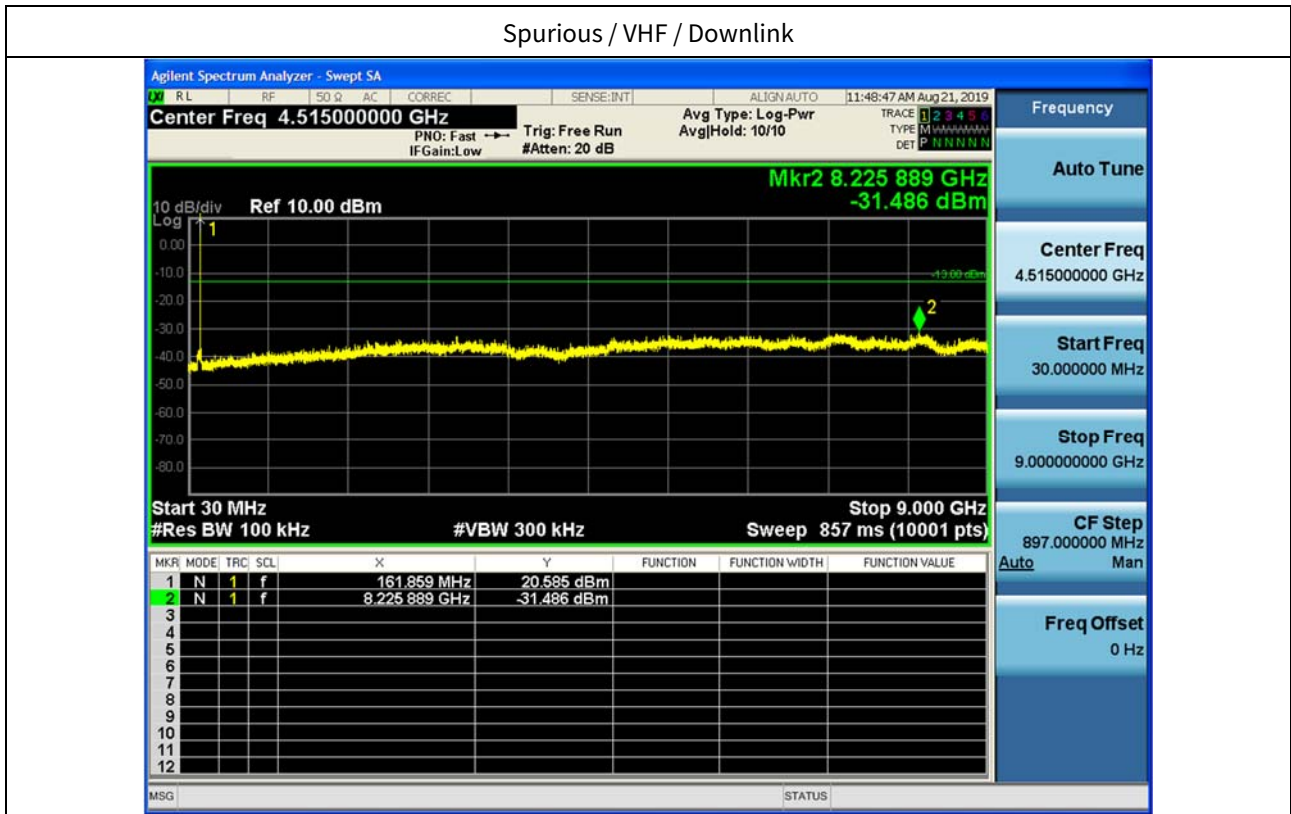 Spurious / VHF / Downlink
Agilent Spectrum Analyzer - Swept SA
LXI RL RF 50 Ω AC CORREC SENSE:INT ALIGN AUTO 11:48:47 AM Aug 21, 2019
Center Freq 4.515000000 GHz Avg Type: Log-Pwr TRACE 1 2 3 4 5 6
PNO: Fast Trig: Free Run Avg|Hold: 10/10 TYPE M
IFGain:Low #Atten: 20 dB DET P N N N N N
Mkr2 8.225 889 GHz
10 dB/div Ref 10.00 dBm -31.486 dBm
Log
1
0.00
-10.0
-13.00 dBm
-20.0
2
-30.0
-40.0
-50.0
-60.0
-70.0
-80.0
Start 30 MHz Stop 9.000 GHz
#Res BW 100 kHz #VBW 300 kHz Sweep 857 ms (10001 pts)
MKR MODE TRC SCL X Y FUNCTION FUNCTION WIDTH FUNCTION VALUE
1 N 1 f 161.859 MHz 20.585 dBm
2 N 1 f 8.225 889 GHz -31.486 dBm
3
4
5
6
7
8
9
10
11
12
MSG STATUS
Frequency
Auto Tune
Center Freq
4.515000000 GHz
Start Freq
30.000000 MHz
Stop Freq
9.000000000 GHz
CF Step
897.000000 MHz
Auto Man
Freq Offset
0 Hz